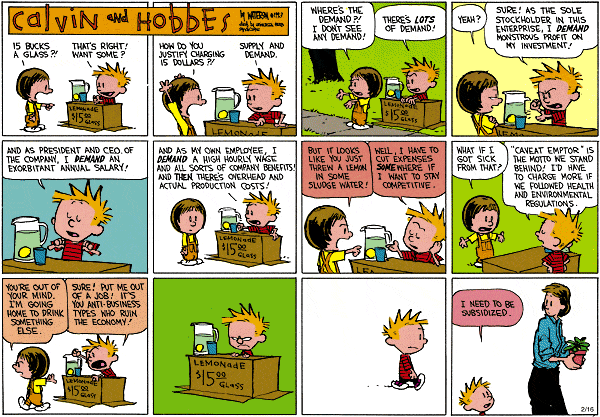 Calvin and Hobbes
by WATTERSON
15 BUCKS
A GLASS?!
THAT'S RIGHT!
WANT SOME?
LEMONADE
$15.00
GLASS
HOW DO YOU
JUSTIFY CHARGING
15 DOLLARS?!
SUPPLY AND
DEMAND.
LEMONADE
WHERE'S THE
DEMAND?!
I DON'T SEE
ANY DEMAND!
THERE'S LOTS
OF DEMAND!
LEMONADE
$15.00
GLASS
YEAH?
SURE! AS THE SOLE
STOCKHOLDER IN THIS
ENTERPRISE, I DEMAND
MONSTROUS PROFIT ON
MY INVESTMENT!
AND AS PRESIDENT AND CEO OF
THE COMPANY, I DEMAND AN
EXORBITANT ANNUAL SALARY!
AND AS MY OWN EMPLOYEE, I
DEMAND A HIGH HOURLY WAGE
AND ALL SORTS OF COMPANY BENEFITS!
AND THEN THERE'S OVERHEAD AND
ACTUAL PRODUCTION COSTS!
LEMONADE
$15.00
GLASS
BUT IT LOOKS
LIKE YOU JUST
THREW A LEMON
IN SOME
SLUDGE WATER!
WELL, I HAVE TO
CUT EXPENSES
SOMEWHERE IF
I WANT TO STAY
COMPETITIVE.
LEMONADE
$15.00
GLASS
WHAT IF I
GOT SICK
FROM THAT?
"CAVEAT EMPTOR" IS
THE MOTTO WE STAND
BEHIND! I'D HAVE
TO CHARGE MORE IF
WE FOLLOWED HEALTH
AND ENVIRONMENTAL
REGULATIONS.
YOU'RE OUT OF
YOUR MIND.
I'M GOING
HOME TO DRINK
SOMETHING
ELSE.
SURE! PUT ME OUT
OF A JOB! IT'S
YOU ANTI-BUSINESS
TYPES WHO RUIN
THE ECONOMY!
LEMONADE
$15.00
GLASS
LEMONADE
$15.00
GLASS
I NEED TO BE
SUBSIDIZED.
2/16